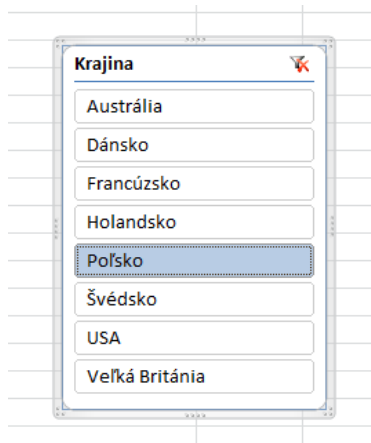 Krajina
Austrália
Dánsko
Francúzsko
Holandsko
Poľsko
Švédsko
USA
Veľká Británia